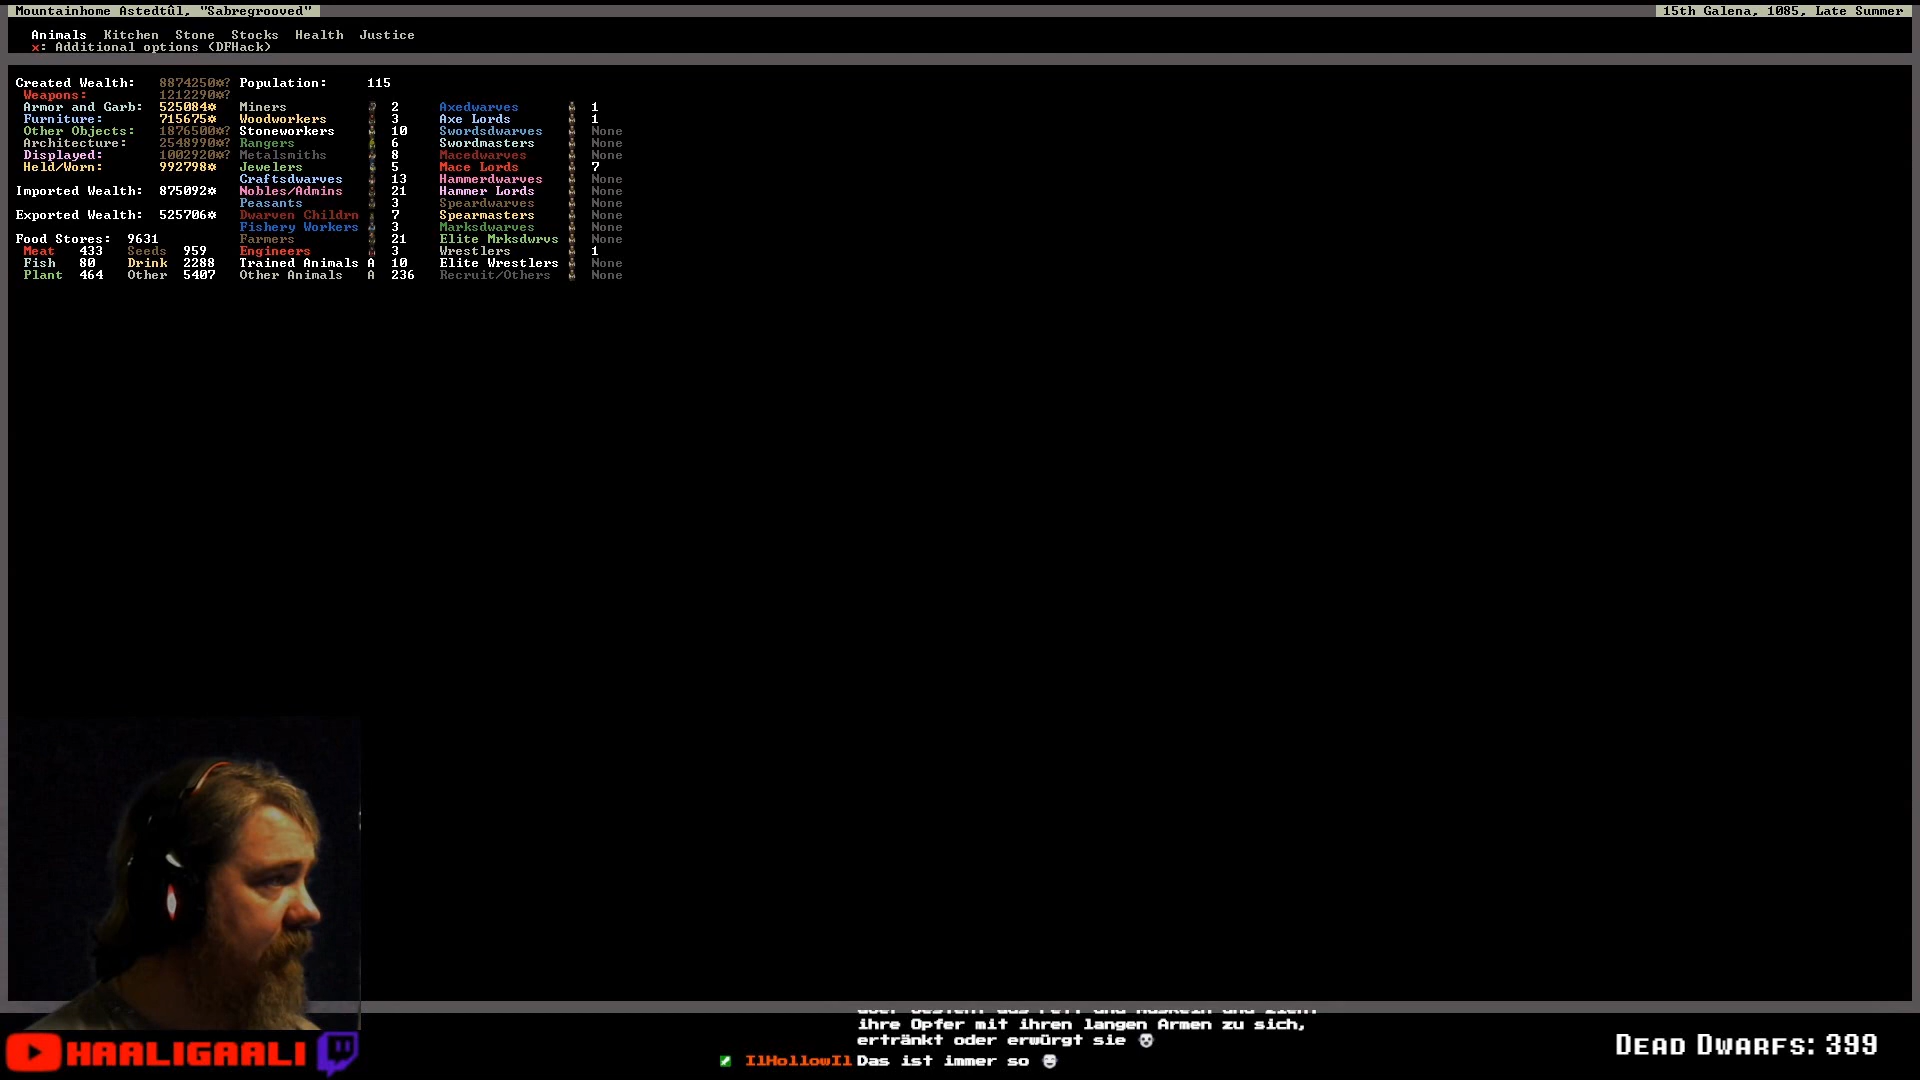 Mountainhome Astedtûl, "Sabregrooved"
15th Galena, 1085, Late Summer
Animals Kitchen Stone Stocks Health Justice
x: Additional options (DFHack)
Created Wealth: 8874250☼? Population: 115
Weapons: 1212290☼?
Armor and Garb: 525084☼ Miners 2 Axedwarves 1
Furniture: 715675☼ Woodworkers 3 Axe Lords 1
Other Objects: 1876500☼? Stoneworkers 10 Swordsdwarves None
Architecture: 2548990☼? Rangers 6 Swordmasters None
Displayed: 1002920☼? Metalsmiths 8 Macedwarves None
Held/Worn: 992798☼ Jewelers 5 Mace Lords 7
Craftsdwarves 13 Hammerdwarves None
Imported Wealth: 875092☼ Nobles/Admins 21 Hammer Lords None
Peasants 3 Speardwarves None
Exported Wealth: 525706☼ Dwarven Childrn 7 Spearmasters None
Fishery Workers 3 Marksdwarves None
Food Stores: 9631 Farmers 21 Elite Mrksdwrvs None
Meat 433 Seeds 959 Engineers 3 Wrestlers 1
Fish 80 Drink 2288 Trained Animals A 10 Elite Wrestlers None
Plant 464 Other 5407 Other Animals A 236 Recruit/Others None
ihre Opfer mit ihren langen Armen zu sich,
ertränkt oder erwürgt sie 💀
IlHollowIl Das ist immer so
HAALIGAALI
Dead Dwarfs: 399